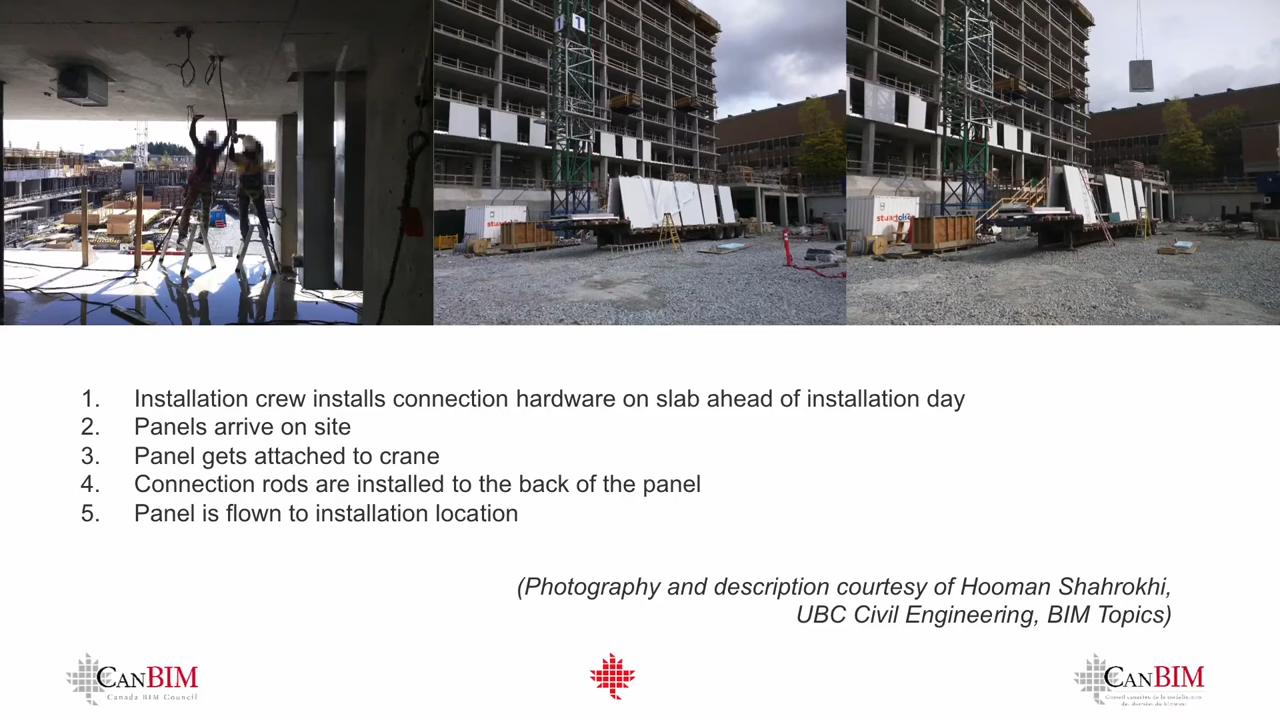 1 1
stuartolson
1. Installation crew installs connection hardware on slab ahead of installation day
2. Panels arrive on site
3. Panel gets attached to crane
4. Connection rods are installed to the back of the panel
5. Panel is flown to installation location
(Photography and description courtesy of Hooman Shahrokhi,
UBC Civil Engineering, BIM Topics)
CanBIM
Canada BIM Council
CanBIM